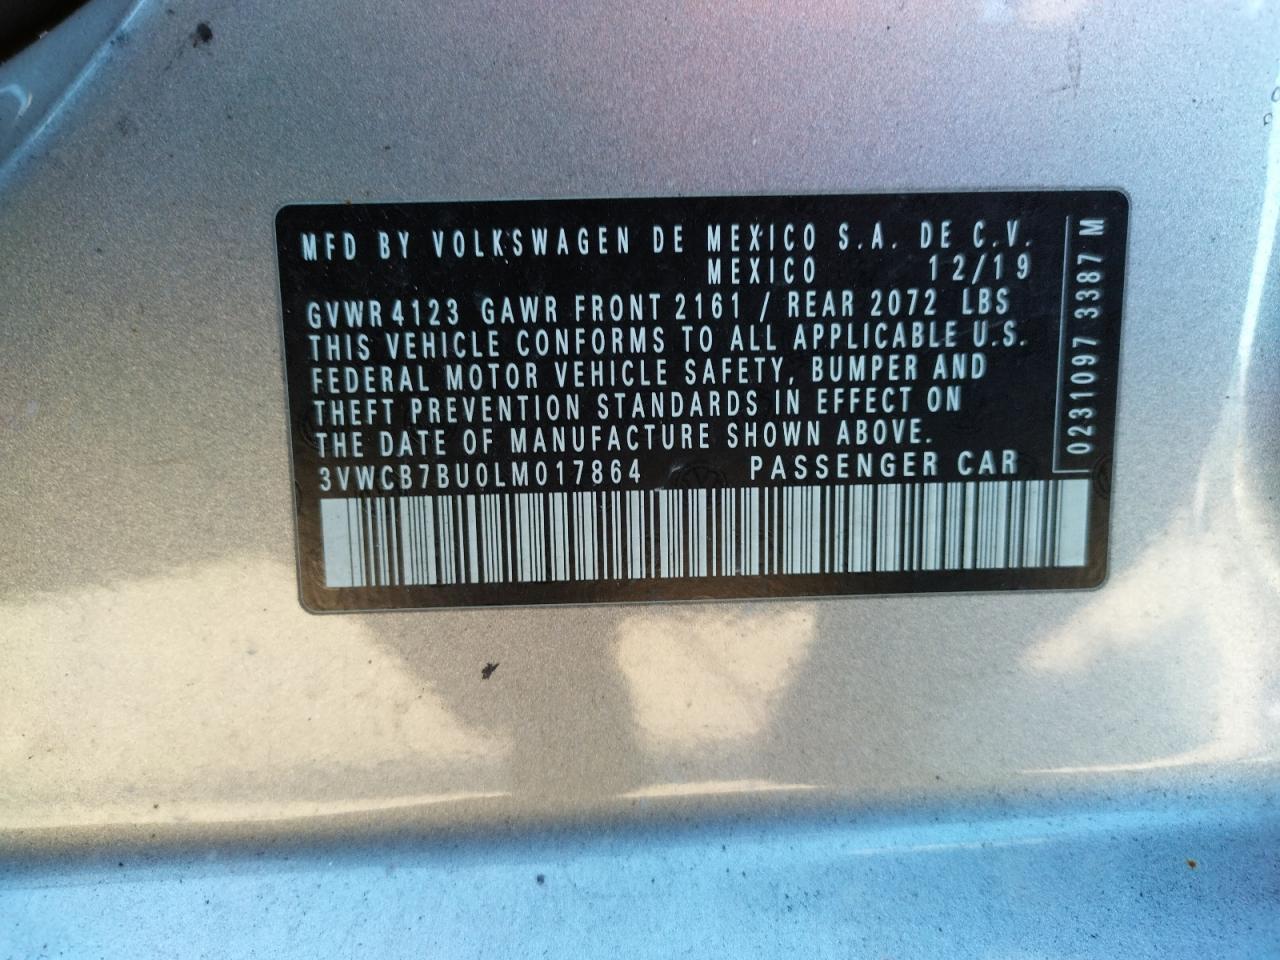 MFD BY VOLKSWAGEN DE MEXICO S.A. DE C.V.
MEXICO 12/19
GVWR4123 GAWR FRONT 2161 / REAR 2072 LBS
THIS VEHICLE CONFORMS TO ALL APPLICABLE U.S.
FEDERAL MOTOR VEHICLE SAFETY, BUMPER AND
THEFT PREVENTION STANDARDS IN EFFECT ON
THE DATE OF MANUFACTURE SHOWN ABOVE.
3VWCB7BU0LM017864 PASSENGER CAR
0231097 3387 M